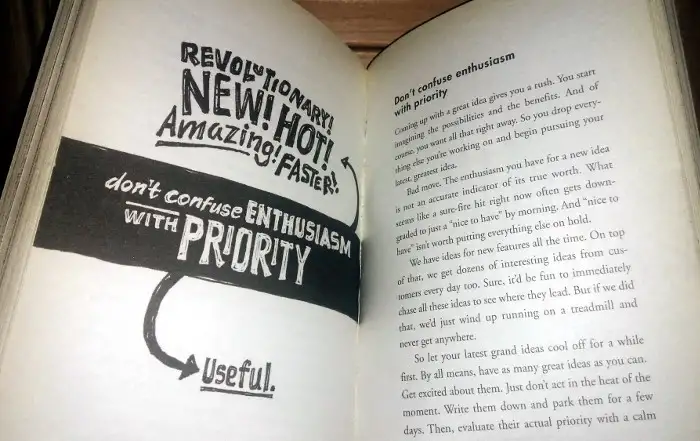 REVOLUTIONARY!
NEW! HOT!
Amazing! FASTER!
don't confuse ENTHUSIASM
WITH PRIORITY
Useful.
Don't confuse enthusiasm
with priority
Coming up with a great idea gives you a rush. You start
imagining the possibilities and the benefits. And of
course, you want all that right away. So you drop every-
thing else you're working on and begin pursuing your
latest, greatest idea.
Bad move. The enthusiasm you have for a new idea
is not an accurate indicator of its true worth. What
seems like a sure-fire hit right now often gets down-
graded to just a "nice to have" by morning. And "nice to
have" isn't worth putting everything else on hold.
We have ideas for new features all the time. On top
of that, we get dozens of interesting ideas from cus-
tomers every day too. Sure, it'd be fun to immediately
chase all these ideas to see where they lead. But if we did
that, we'd just wind up running on a treadmill and
never get anywhere.
So let your latest grand ideas cool off for a while
first. By all means, have as many great ideas as you can.
Get excited about them. Just don't act in the heat of the
moment. Write them down and park them for a few
days. Then, evaluate their actual priority with a calm